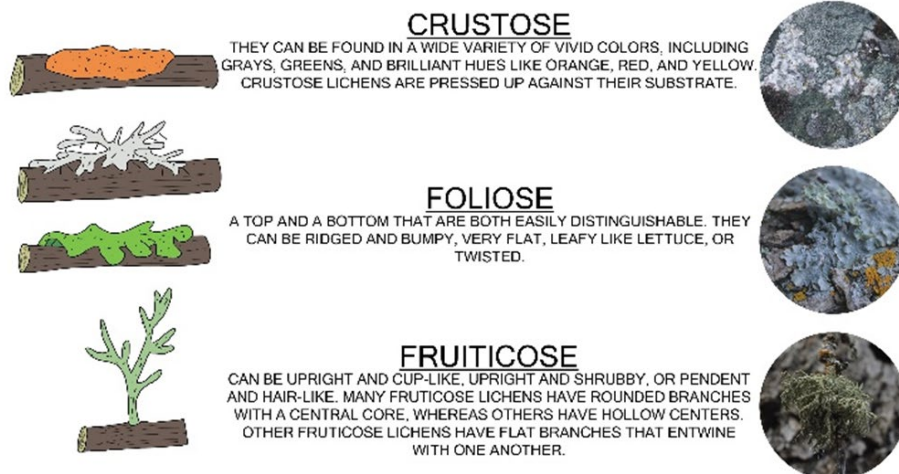 CRUSTOSE
THEY CAN BE FOUND IN A WIDE VARIETY OF VIVID COLORS, INCLUDING
GRAYS, GREENS, AND BRILLIANT HUES LIKE ORANGE, RED, AND YELLOW.
CRUSTOSE LICHENS ARE PRESSED UP AGAINST THEIR SUBSTRATE.
FOLIOSE
A TOP AND A BOTTOM THAT ARE BOTH EASILY DISTINGUISHABLE. THEY
CAN BE RIDGED AND BUMPY, VERY FLAT, LEAFY LIKE LETTUCE, OR
TWISTED.
FRUITICOSE
CAN BE UPRIGHT AND CUP-LIKE, UPRIGHT AND SHRUBBY, OR PENDENT
AND HAIR-LIKE. MANY FRUTICOSE LICHENS HAVE ROUNDED BRANCHES
WITH A CENTRAL CORE, WHEREAS OTHERS HAVE HOLLOW CENTERS.
OTHER FRUTICOSE LICHENS HAVE FLAT BRANCHES THAT ENTWINE
WITH ONE ANOTHER.